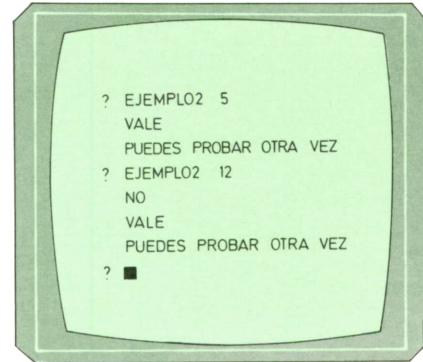 ? EJEMPLO2 5
VALE
PUEDES PROBAR OTRA VEZ
? EJEMPLO2 12
NO
VALE
PUEDES PROBAR OTRA VEZ
?